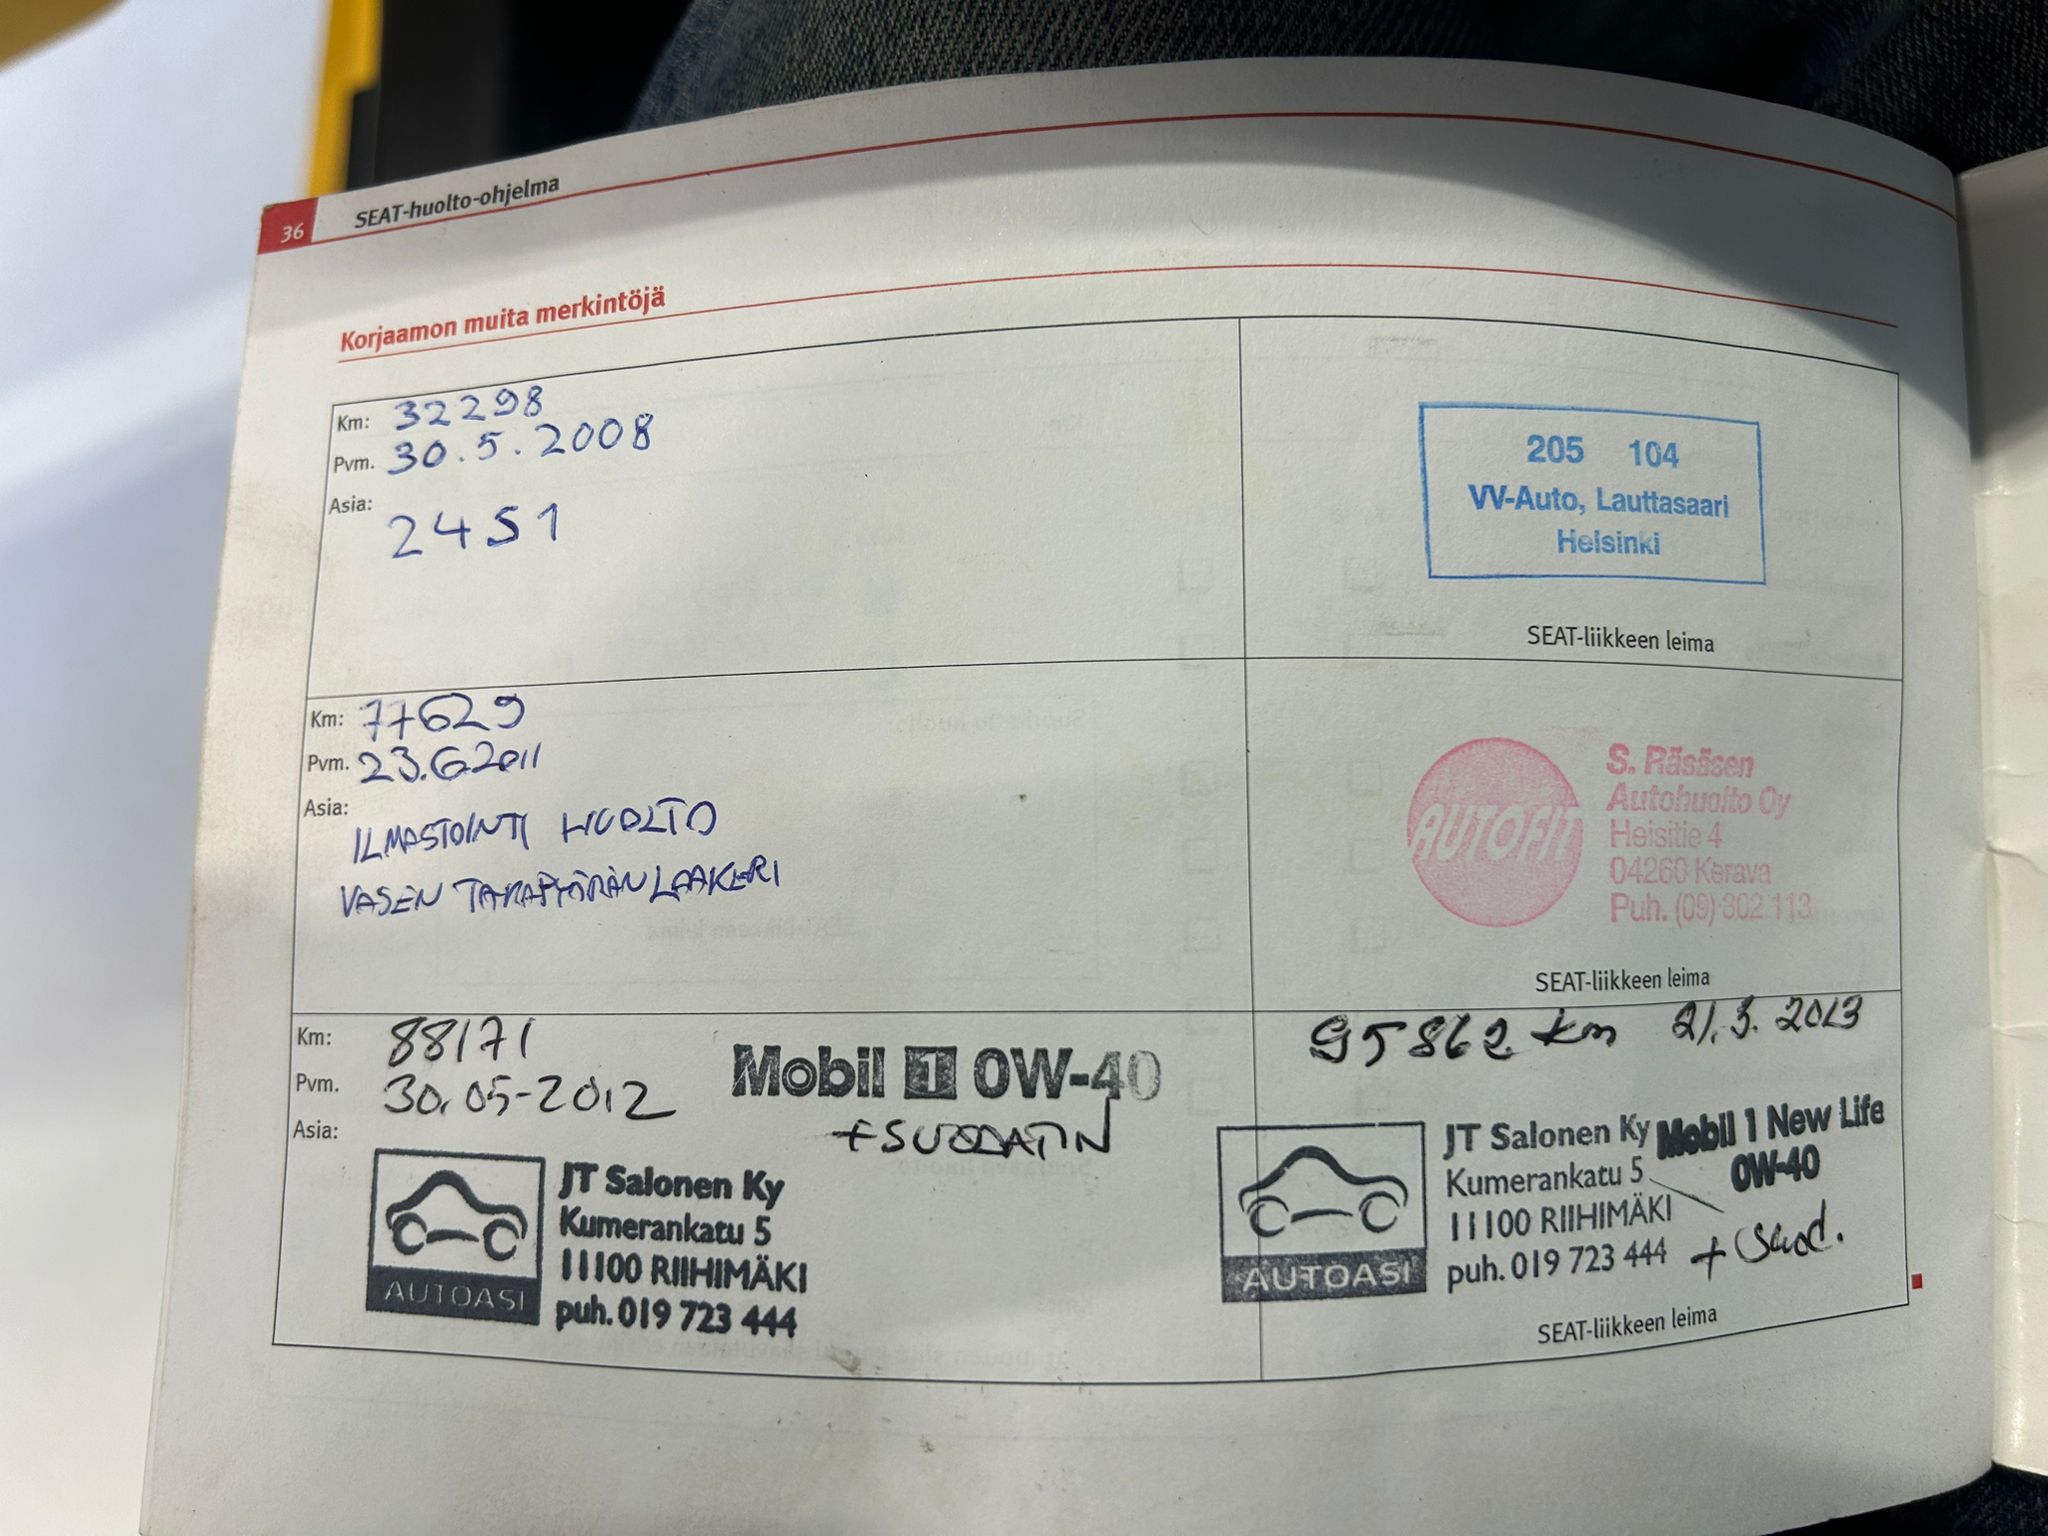 36 SEAT-huolto-ohjelma
Korjaamon muita merkintöjä
Km: 32298
Pvm. 30.5.2008
Asia: 2451
205 104
VV-Auto, Lauttasaari
Helsinki
SEAT-liikkeen leima
Km: 77629
Pvm. 23.6.2011
Asia:
ILMASTOINTI HUOLTO
VASEN TAKAPYÖRÄN LAAKERI
AUTOFIT
S. Räsäsen
Autohuolto Oy
Heisitie 4
04260 Kerava
Puh. (09) 302 113
SEAT-liikkeen leima
Km: 88171
Pvm. 30.05-2012
Asia:
Mobil 1 0W-40
+SUODATIN
AUTOASI
JT Salonen Ky
Kumerankatu 5
11100 RIIHIMÄKI
puh. 019 723 444
95862 km 21.3.2013
AUTOASI
JT Salonen Ky
Kumerankatu 5
11100 RIIHIMÄKI
puh. 019 723 444
Mobil 1 New Life
0W-40
+ Suod.
SEAT-liikkeen leima